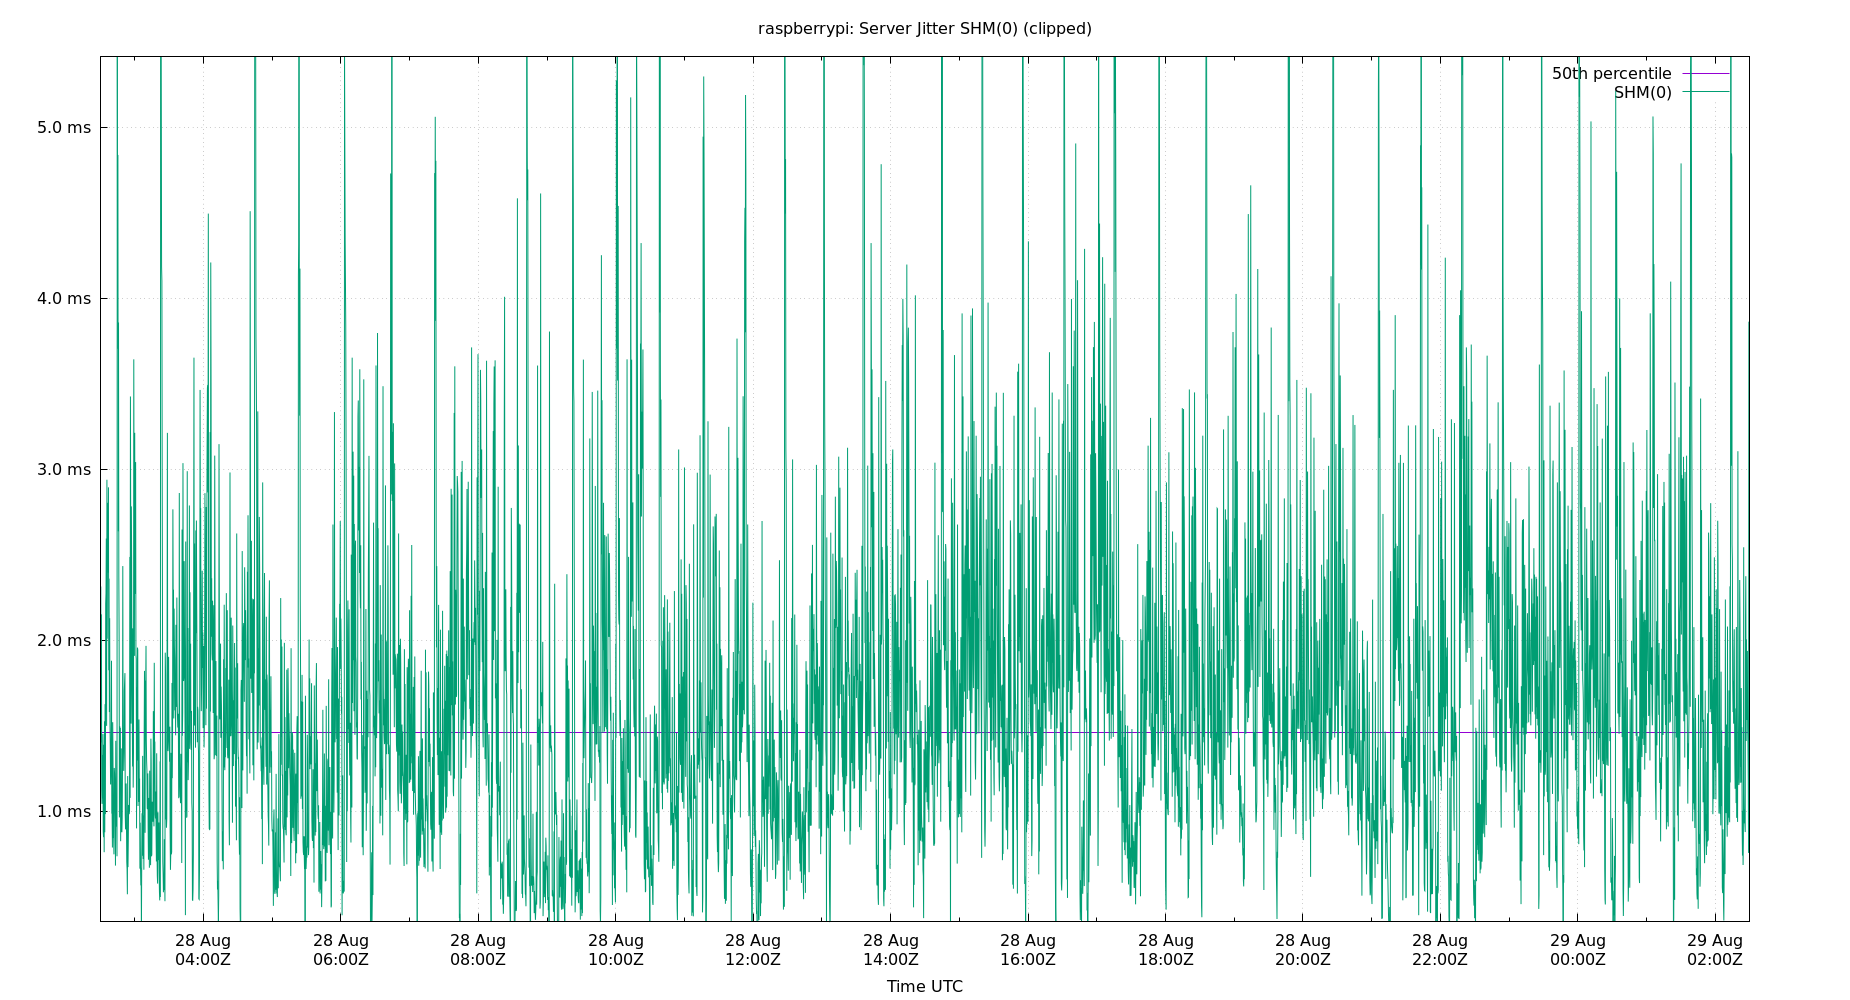 raspberrypi: Server Jitter SHM(0) (clipped)
50th percentile
SHM(0)
5.0 ms
4.0 ms
3.0 ms
2.0 ms
1.0 ms
28 Aug 28 Aug 28 Aug 28 Aug 28 Aug 28 Aug 28 Aug 28 Aug 28 Aug 28 Aug 29 Aug 29 Aug
04:00Z 06:00Z 08:00Z 10:00Z 12:00Z 14:00Z 16:00Z 18:00Z 20:00Z 22:00Z 00:00Z 02:00Z
Time UTC